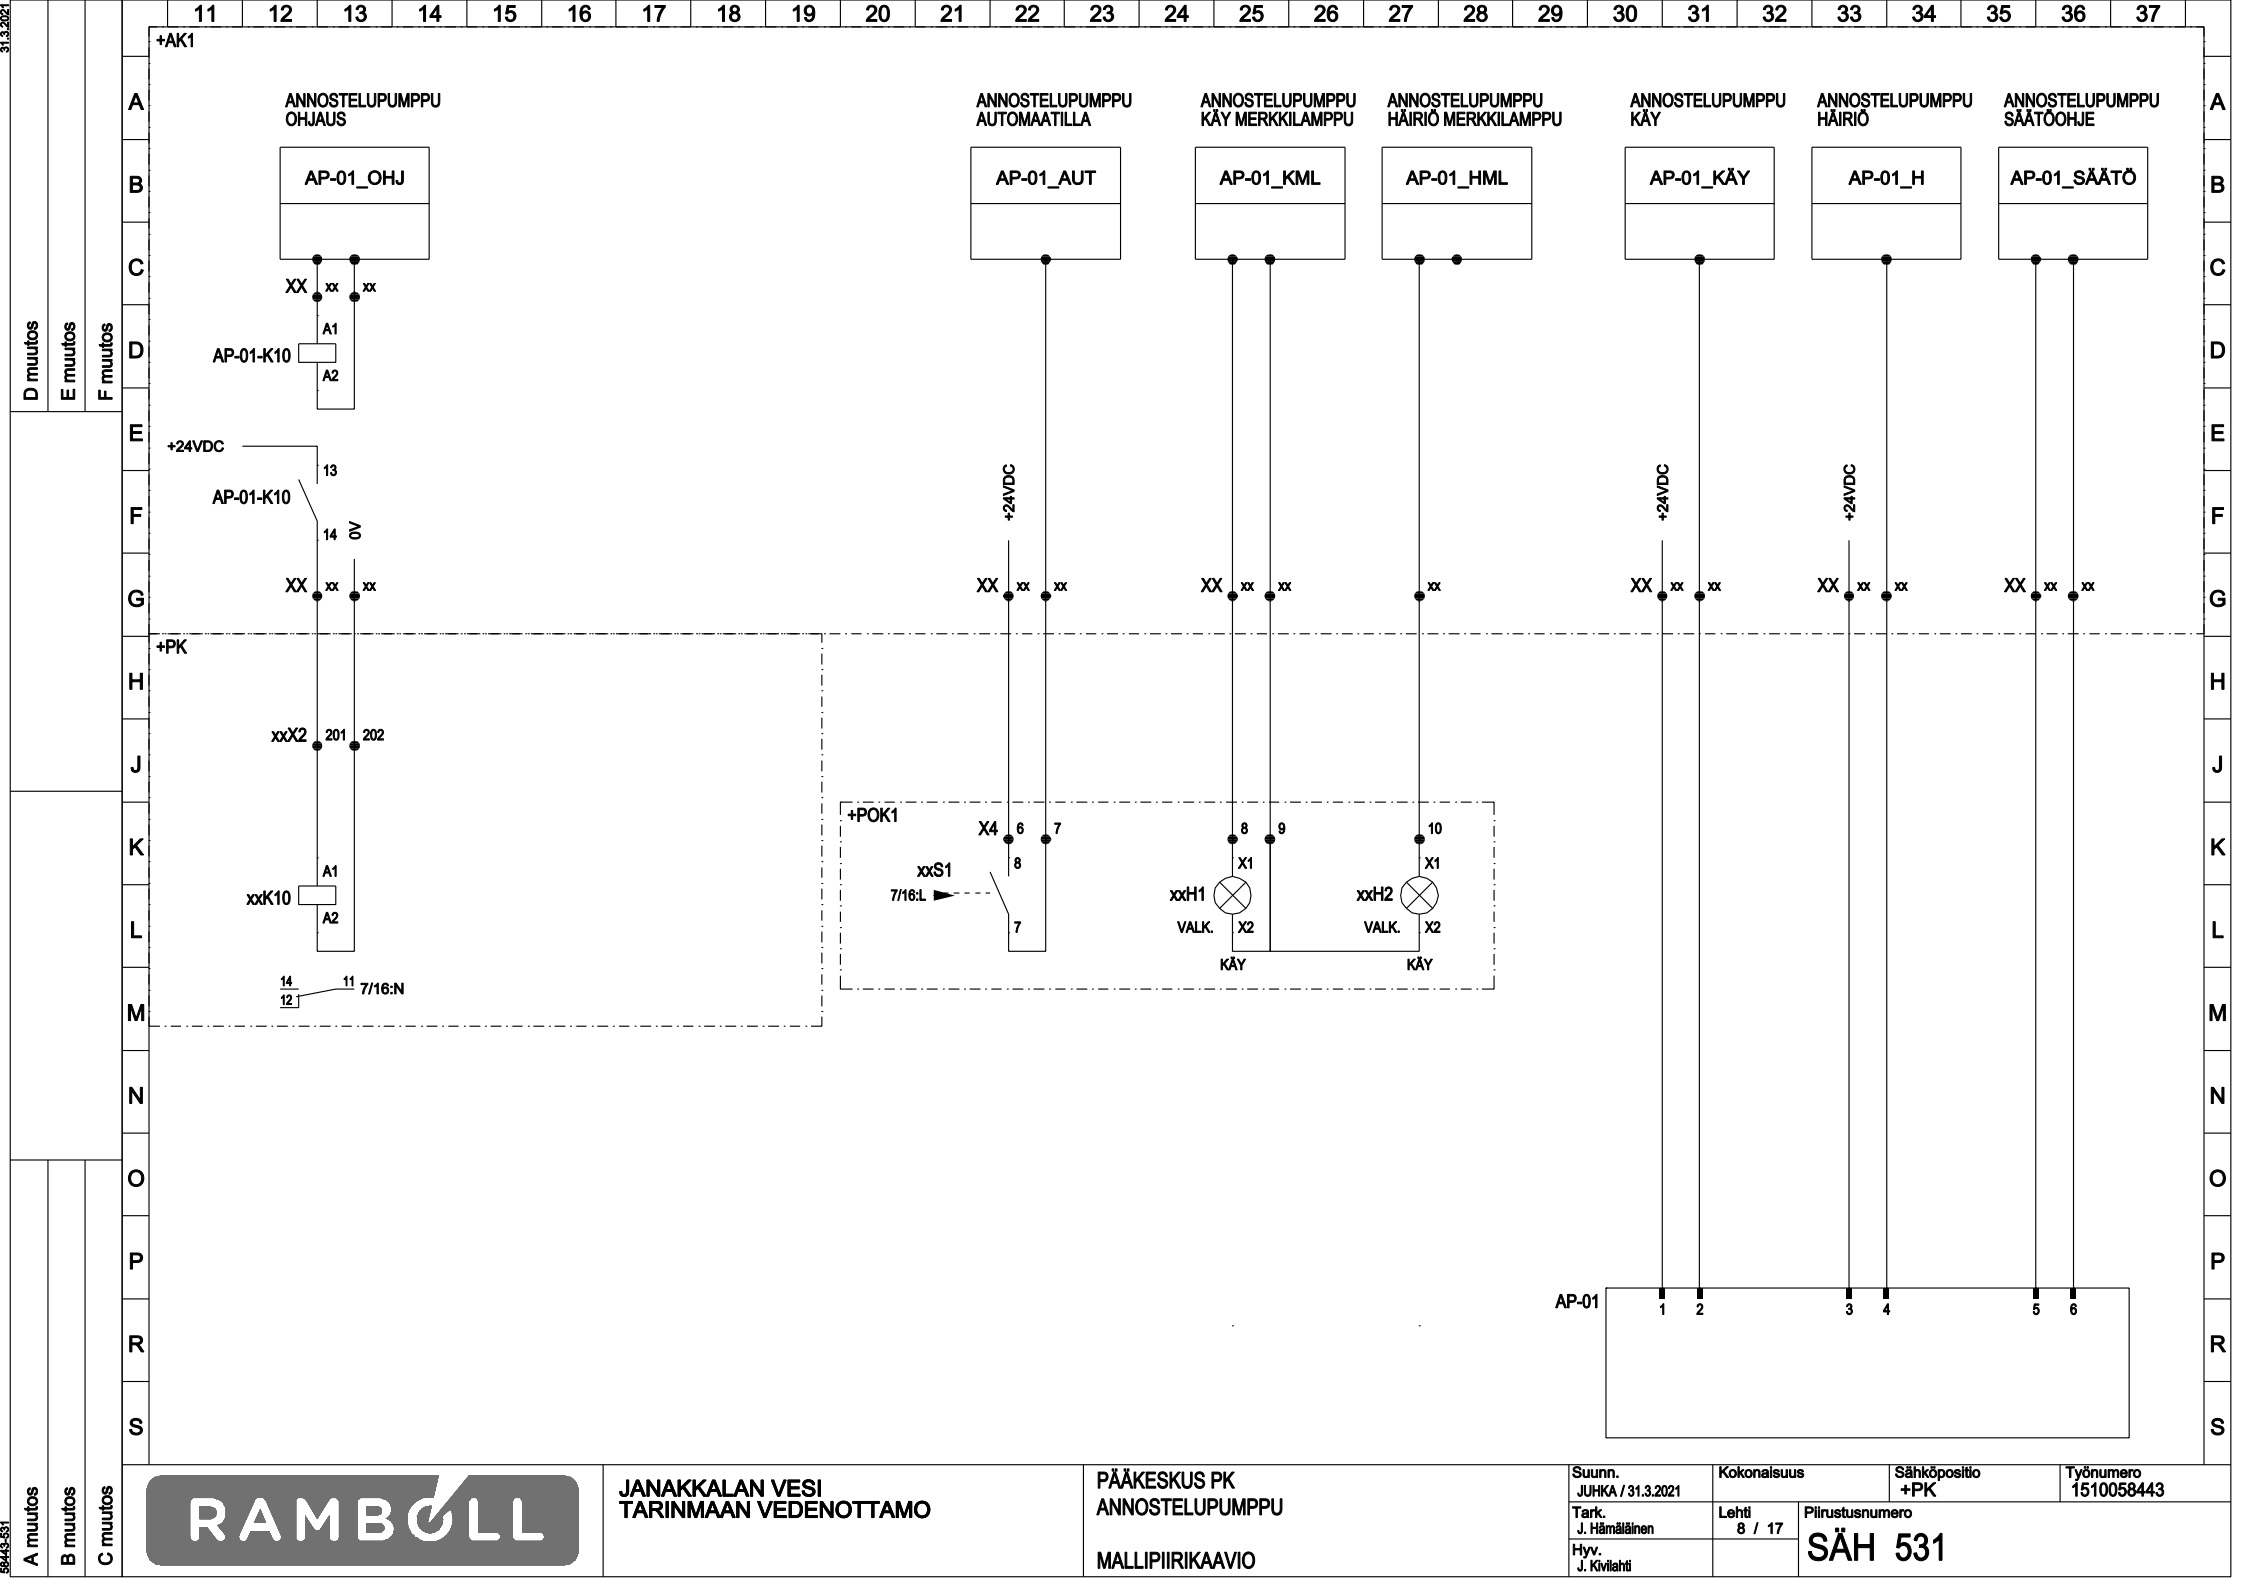 11 12 13 14 15 16 17 18 19 20 21 22 23 24 25 26 27 28 29 30 31 32 33 34 35 36 37
31.3.2021
+AK1
A A
ANNOSTELUPUMPPU
OHJAUS
ANNOSTELUPUMPPU
AUTOMAATILLA
ANNOSTELUPUMPPU
KÄY MERKKILAMPPU
ANNOSTELUPUMPPU
HÄIRIÖ MERKKILAMPPU
ANNOSTELUPUMPPU
KÄY
ANNOSTELUPUMPPU
HÄIRIÖ
ANNOSTELUPUMPPU
SÄÄTÖOHJE
B AP-01_OHJ AP-01_AUT AP-01_KML AP-01_HML AP-01_KÄY AP-01_H AP-01_SÄÄTÖ B
C C
XX xx xx
A1
D AP-01-K10 D
A2
D muutos
E muutos
F muutos
E E
+24VDC
13
AP-01-K10
14 0V
+24VDC +24VDC +24VDC
F F
XX xx xx XX xx xx XX xx xx xx XX xx xx XX xx xx XX xx xx
G G
+PK
H H
xxX2 201 202
J J
+POK1
X4 6 7 8 9 10
K K
xxS1 8 X1 X1
A1
xxK10 7/16:L xxH1 xxH2
A2
7 VALK. X2 VALK. X2
L L
KÄY KÄY
14 11 7/16:N
12
M M
N N
O O
P P
AP-01 1 2 3 4 5 6
R R
S S
A muutos
B muutos
C muutos
58443-531
RAMBOLL
JANAKKALAN VESI
TARINMAAN VEDENOTTAMO
PÄÄKESKUS PK
ANNOSTELUPUMPPU
MALLIPIIRIKAAVIO
Suunn.
JUHKA / 31.3.2021
Kokonaisuus
Sähköpositio
+PK
Työnumero
1510058443
Tark.
J. Hämäläinen
Lehti
8 / 17
Piirustusnumero
SÄH 531
Hyv.
J. Kivilahti